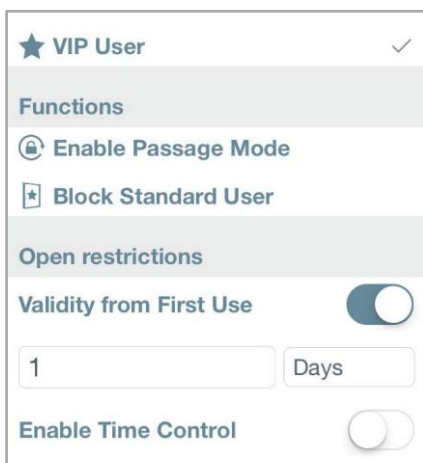 VIP User
Functions
Enable Passage Mode
Block Standard User
Open restrictions
Validity from First Use
1 Days
Enable Time Control